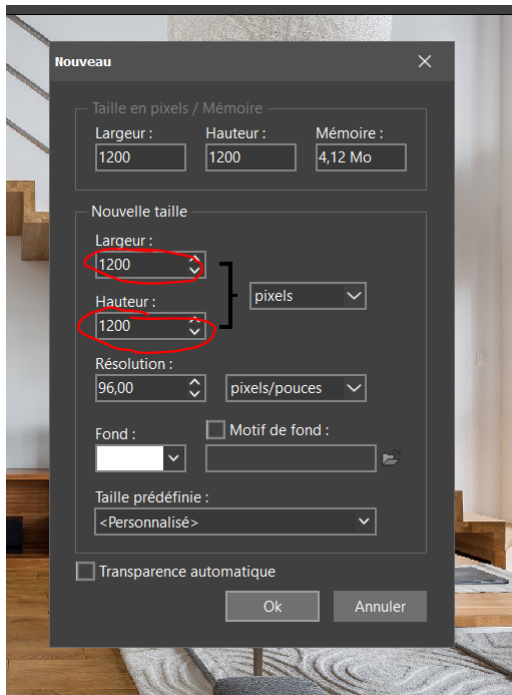 Nouveau
Taille en pixels / Mémoire
Largeur : Hauteur : Mémoire :
1200 1200 4,12 Mo
Nouvelle taille
Largeur :
1200
pixels
Hauteur :
1200
Résolution :
96,00 pixels/pouces
Fond : Motif de fond :
Taille prédéfinie :
<Personnalisé>
Transparence automatique
Ok Annuler